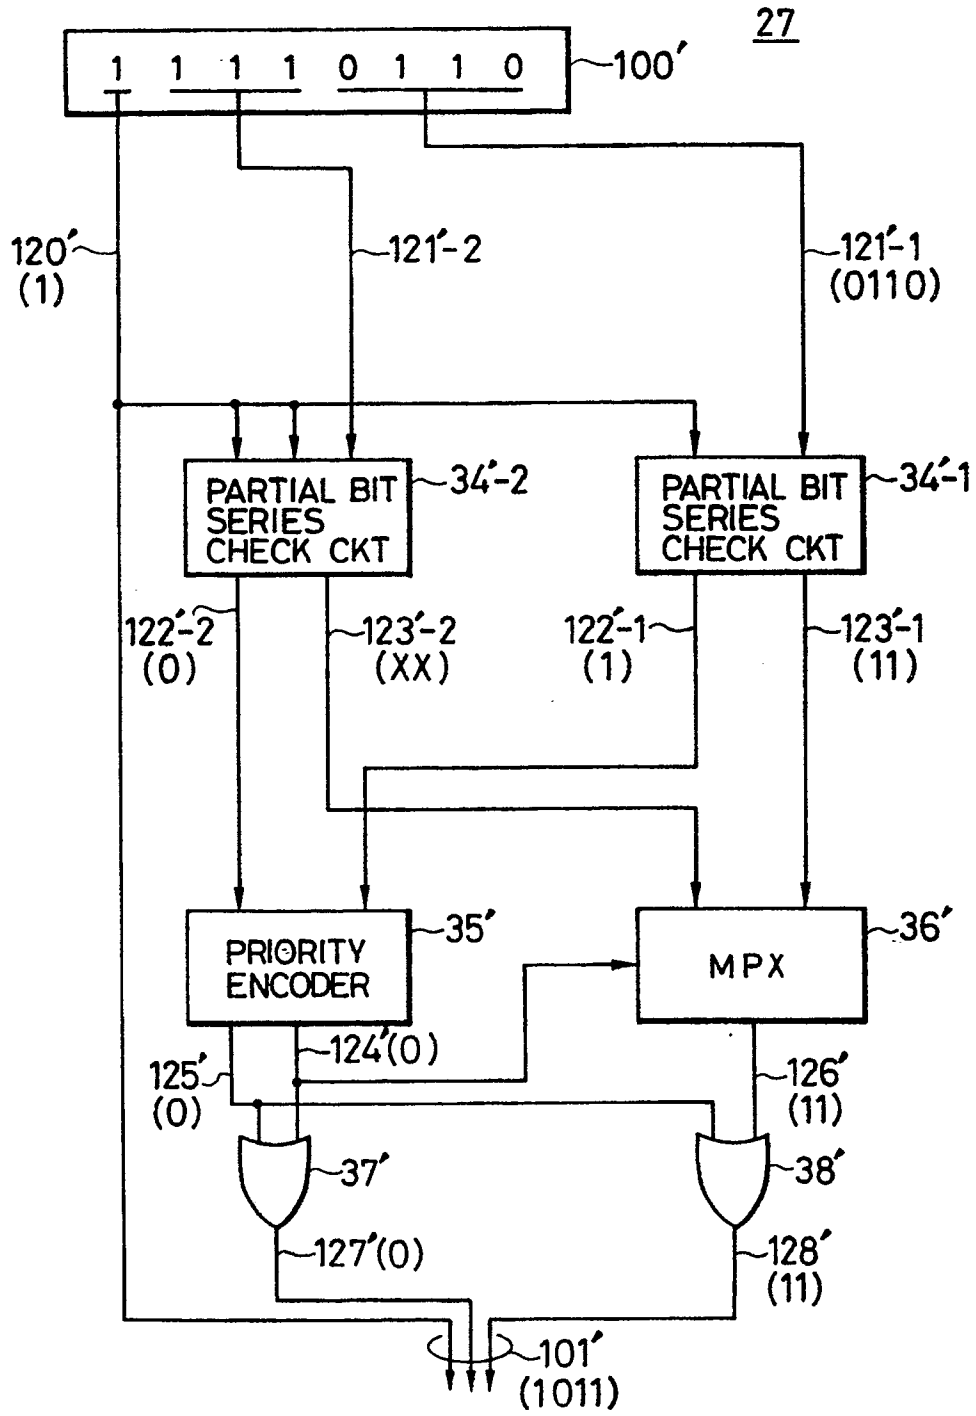 27
1 1 1 1 0 1 1 0
100'
120'
(1)
121'-2
121'-1
(0110)
PARTIAL BIT
SERIES
CHECK CKT
34'-2
PARTIAL BIT
SERIES
CHECK CKT
34'-1
122'-2
(0)
123'-2
(XX)
122'-1
(1)
123'-1
(11)
PRIORITY
ENCODER
35'
MPX
36'
124'(0)
125'
(0)
126'
(11)
37'
38'
127'(0)
128'
(11)
101'
(1011)